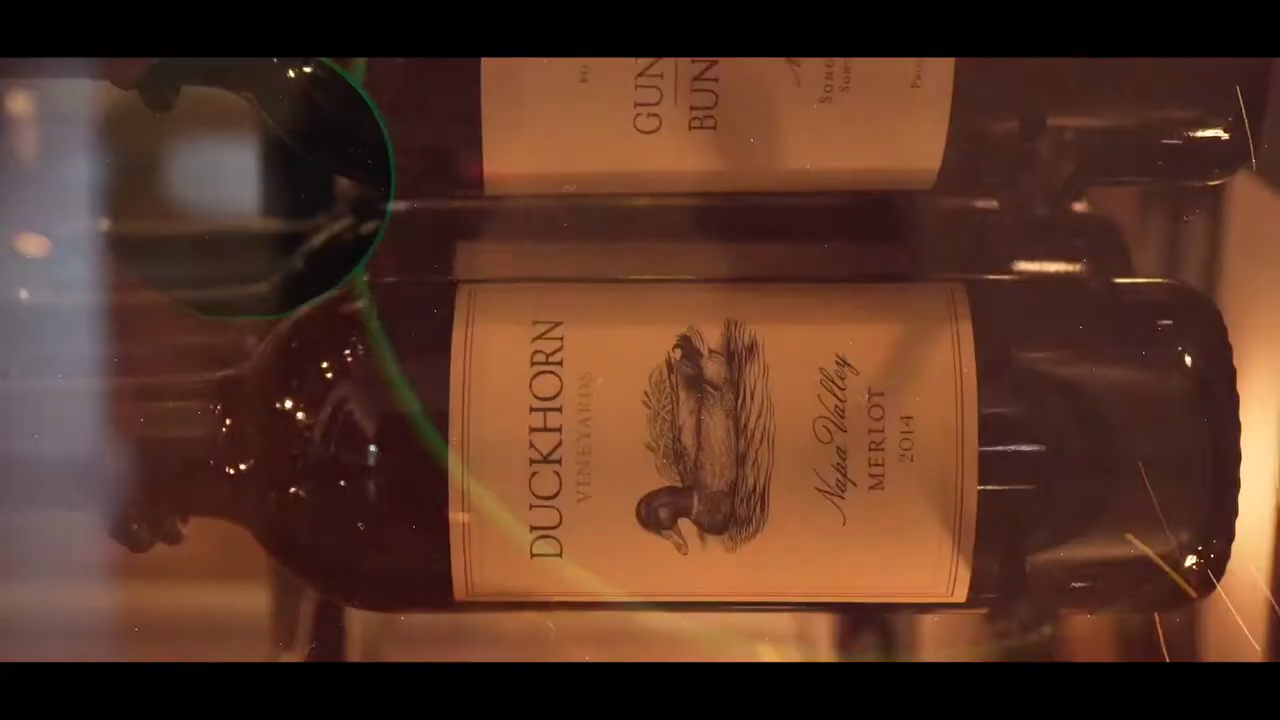 GUN
BUN
DUCKHORN
VINEYARDS
Napa Valley
MERLOT
2014